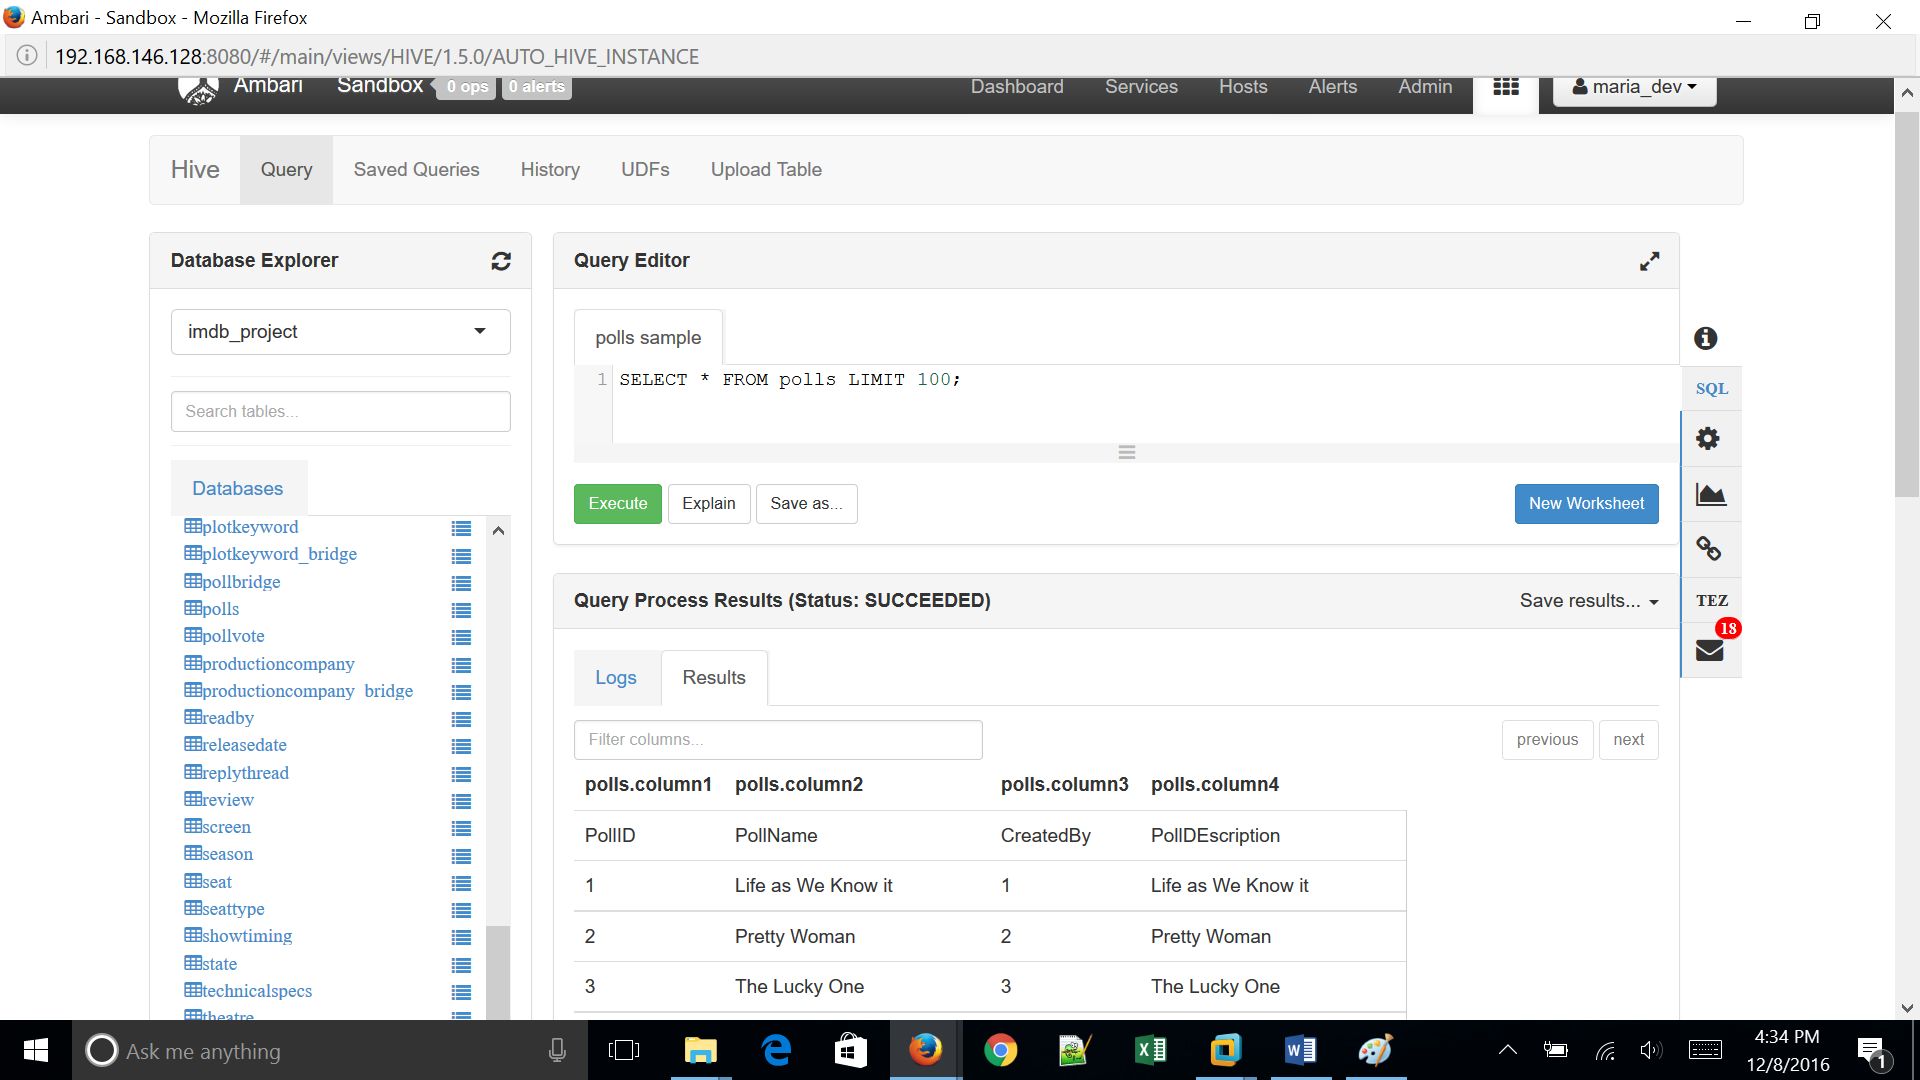 Ambari - Sandbox - Mozilla Firefox
192.168.146.128:8080/#/main/views/HIVE/1.5.0/AUTO_HIVE_INSTANCE
Ambari Sandbox 0 ops 0 alerts Dashboard Services Hosts Alerts Admin maria_dev
Hive Query Saved Queries History UDFs Upload Table
Database Explorer
imdb_project
Search tables...
Databases
plotkeyword
plotkeyword_bridge
pollbridge
polls
pollvote
productioncompany
productioncompany_bridge
readby
releasedate
replythread
review
screen
season
seat
seattype
showtiming
state
technicalspecs
theatre
Query Editor
polls sample
1 SELECT * FROM polls LIMIT 100;
Execute Explain Save as... New Worksheet
SQL
TEZ
18
Query Process Results (Status: SUCCEEDED) Save results...
Logs Results
Filter columns... previous next
polls.column1 polls.column2 polls.column3 polls.column4
PollID PollName CreatedBy PollDEscription
1 Life as We Know it 1 Life as We Know it
2 Pretty Woman 2 Pretty Woman
3 The Lucky One 3 The Lucky One
Ask me anything
4:34 PM
12/8/2016
1